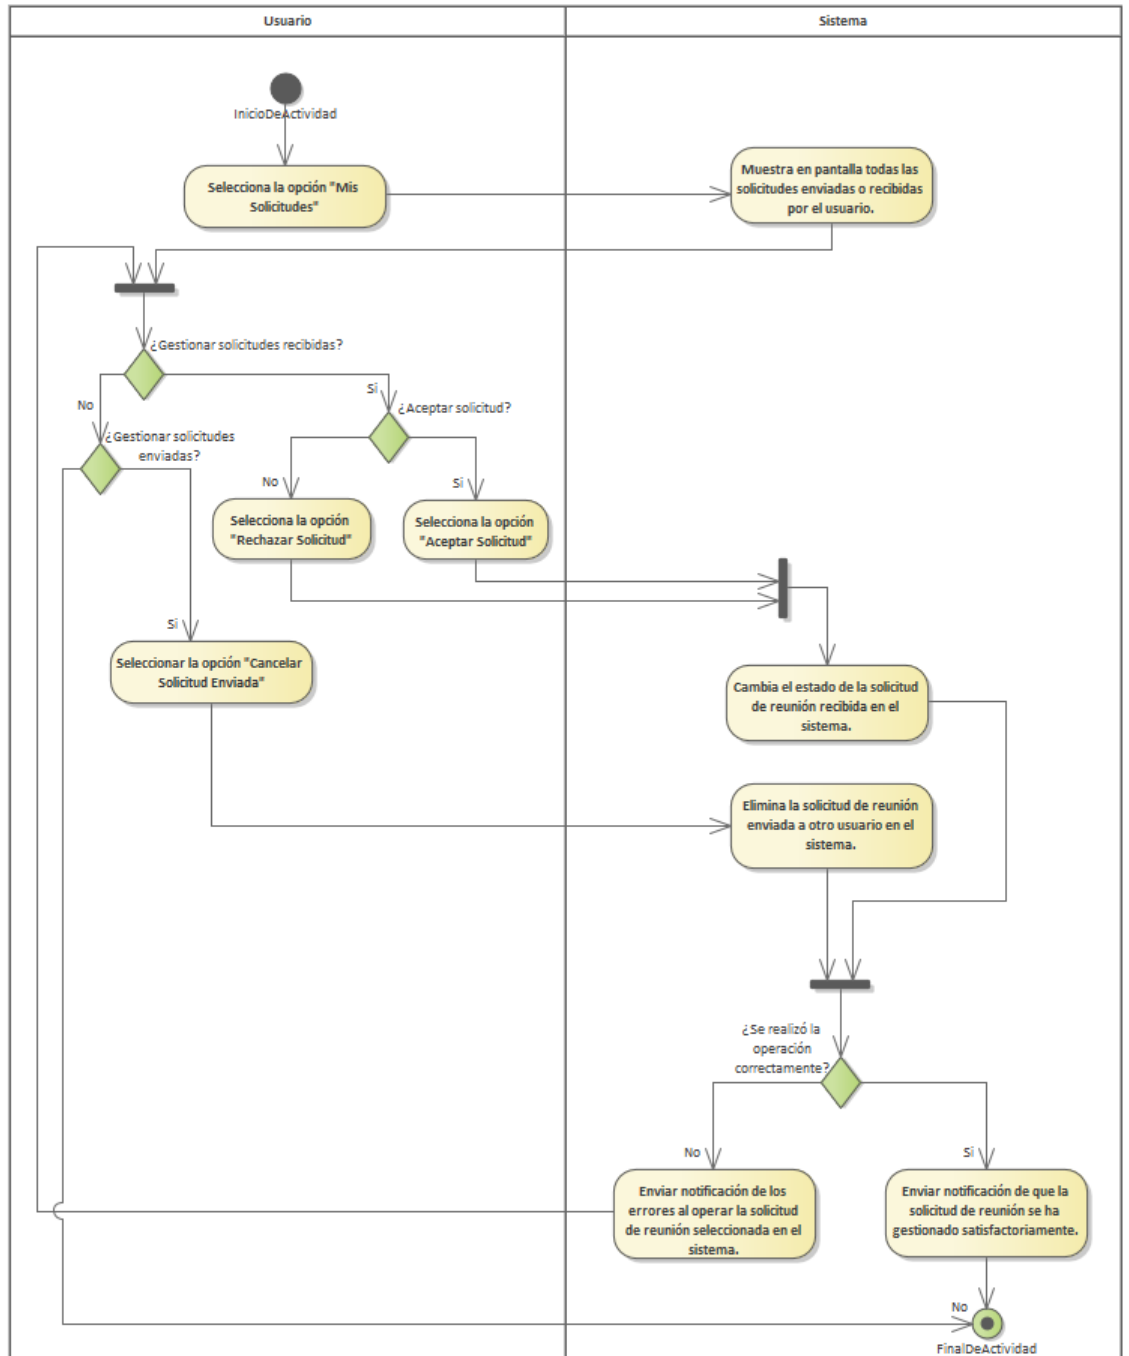 Usuario
Sistema
InicioDeActividad
Selecciona la opción "Mis
Solicitudes"
Muestra en pantalla todas las
solicitudes enviadas o recibidas
por el usuario.
¿Gestionar solicitudes recibidas?
No
Si
¿Aceptar solicitud?
¿Gestionar solicitudes
enviadas?
No
Si
Selecciona la opción
"Rechazar Solicitud"
Selecciona la opción
"Aceptar Solicitud"
Si
Seleccionar la opción "Cancelar
Solicitud Enviada"
Cambia el estado de la solicitud
de reunión recibida en el
sistema.
Elimina la solicitud de reunión
enviada a otro usuario en el
sistema.
¿Se realizó la
operación
correctamente?
No
Si
Enviar notificación de los
errores al operar la solicitud
de reunión seleccionada en el
sistema.
Enviar notificación de que la
solicitud de reunión se ha
gestionado satisfactoriamente.
No
FinalDeActividad